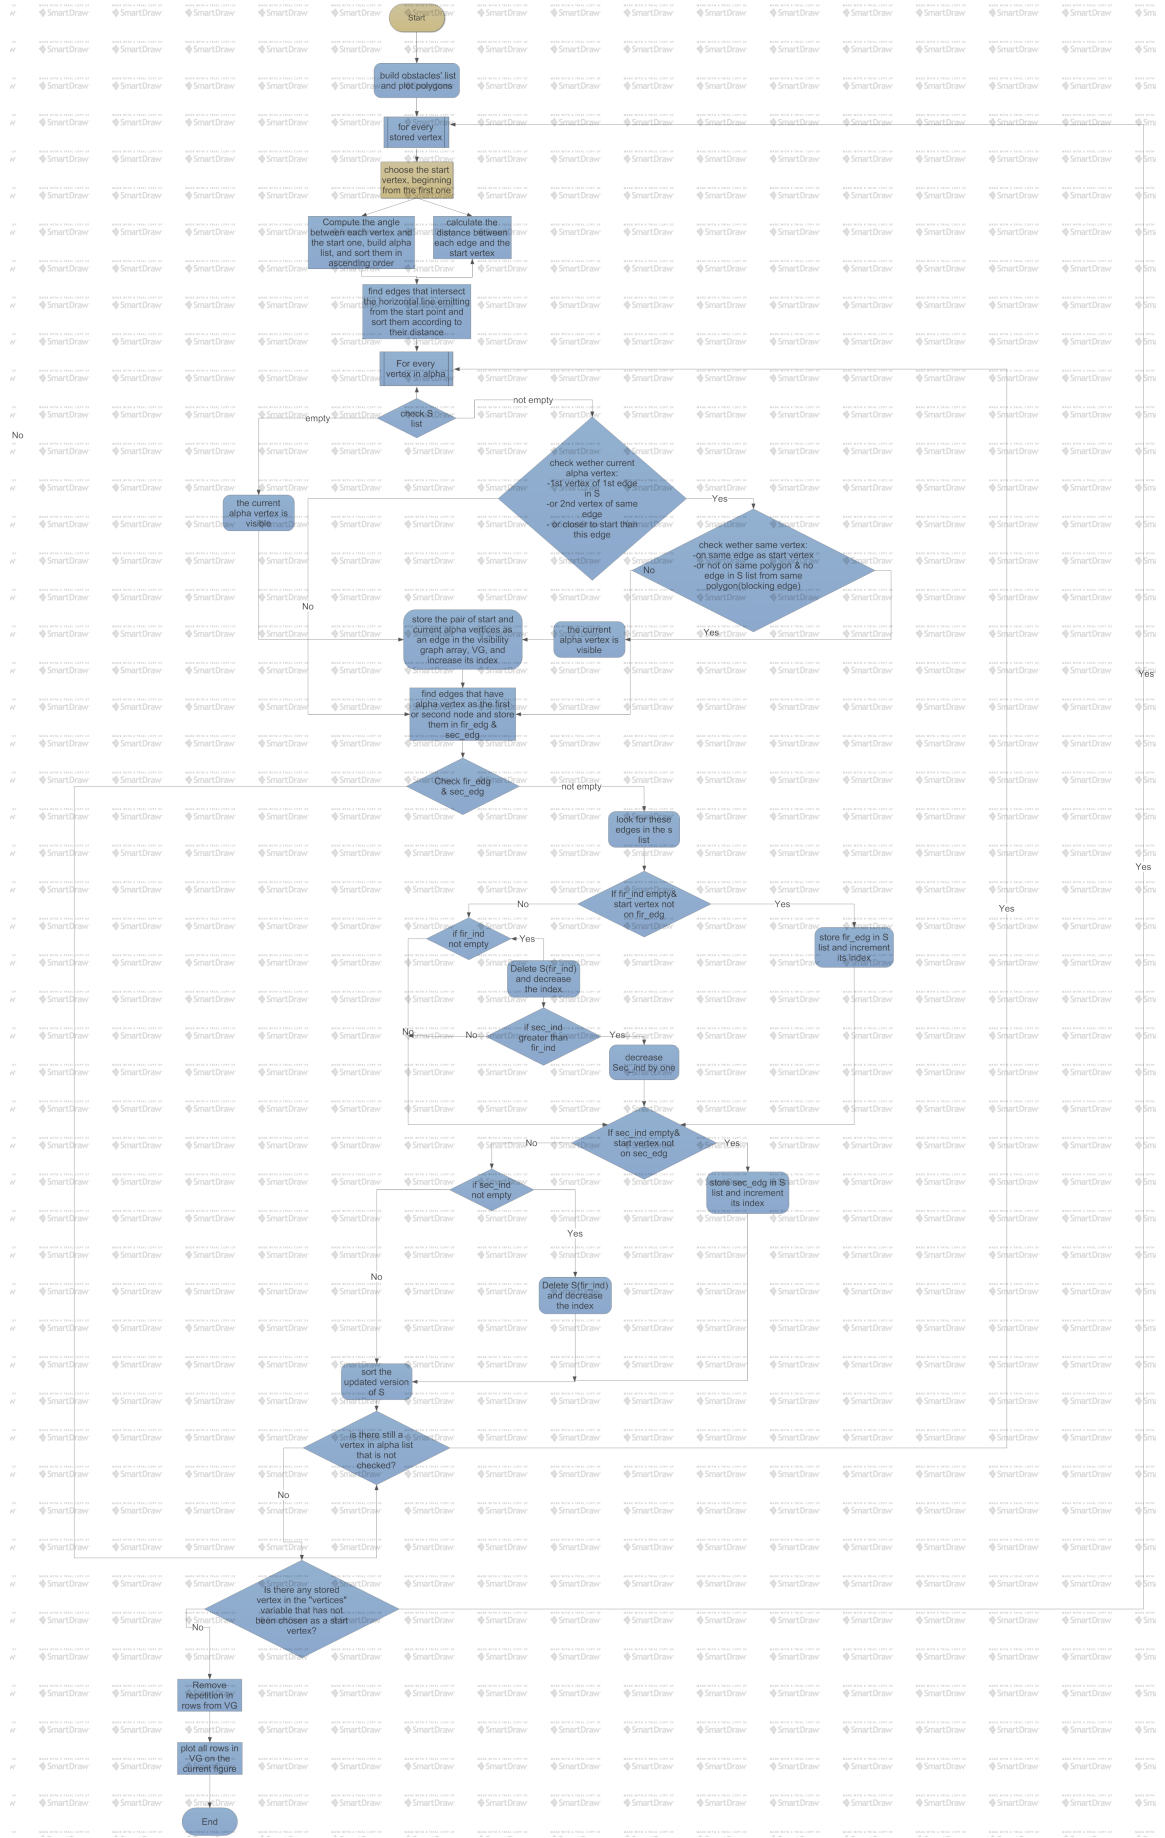 Start
build obstacles' list
and plot polygons
for every
stored vertex
choose the start
vertex, beginning
from the first one
Compute the angle
between each vertex and
the start one, build alpha
list, and sort them in
ascending order
calculate the
distance between
each edge and the
start vertex
find edges that intersect
the horizontal line emitting
from the start point and
sort them according to
their distance
For every
vertex in alpha
check S
list
empty
not empty
No
check wether current
alpha vertex:
-1st vertex of 1st edge
in S
-or 2nd vertex of same
edge
- or closer to start than
this edge
Yes
the current
alpha vertex is
visible
check wether same vertex:
-on same edge as start vertex
-or not on same polygon & no
edge in S list from same
polygon(blocking edge)
No
No
Yes
store the pair of start and
current alpha vertices as
an edge in the visibility
graph array, VG, and
increase its index
the current
alpha vertex is
visible
Yes
find edges that have
alpha vertex as the first
or second node and store
them in fir_edg &
sec_edg
Check fir_edg
& sec_edg
not empty
look for these
edges in the s
list
Yes
If fir_ind empty&
start vertex not
on fir_edg
No
Yes
Yes
if fir_ind
not empty
Yes
store fir_edg in S
list and increment
its index
Delete S(fir_ind)
and decrease
the index
if sec_ind
greater than
fir_ind
No
No
Yes
decrease
Sec_ind by one
If sec_ind empty&
start vertex not
on sec_edg
No
Yes
if sec_ind
not empty
store sec_edg in S
list and increment
its index
Yes
No
Delete S(fir_ind)
and decrease
the index
sort the
updated version
of S
is there still a
vertex in alpha list
that is not
checked?
No
Is there any stored
vertex in the "vertices"
variable that has not
been chosen as a start
vertex?
No
Remove
repetition in
rows from VG
plot all rows in
VG on the
current figure
End